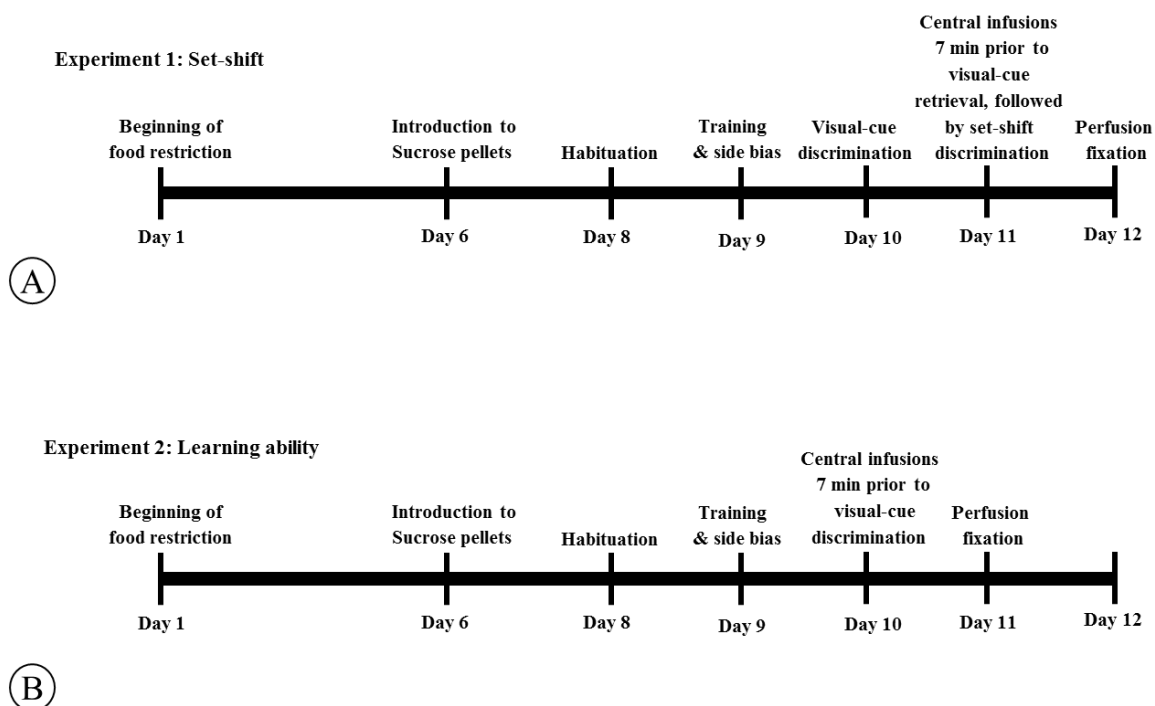 Experiment 1: Set-shift
Beginning of
food restriction
Introduction to
Sucrose pellets
Habituation
Training
& side bias
Visual-cue
discrimination
Central infusions
7 min prior to
visual-cue
retrieval, followed
by set-shift
discrimination
Perfusion
fixation
Day 1
Day 6
Day 8
Day 9
Day 10
Day 11
Day 12
A
Experiment 2: Learning ability
Beginning of
food restriction
Introduction to
Sucrose pellets
Habituation
Training
& side bias
Central infusions
7 min prior to
visual-cue
discrimination
Perfusion
fixation
Day 1
Day 6
Day 8
Day 9
Day 10
Day 11
Day 12
B